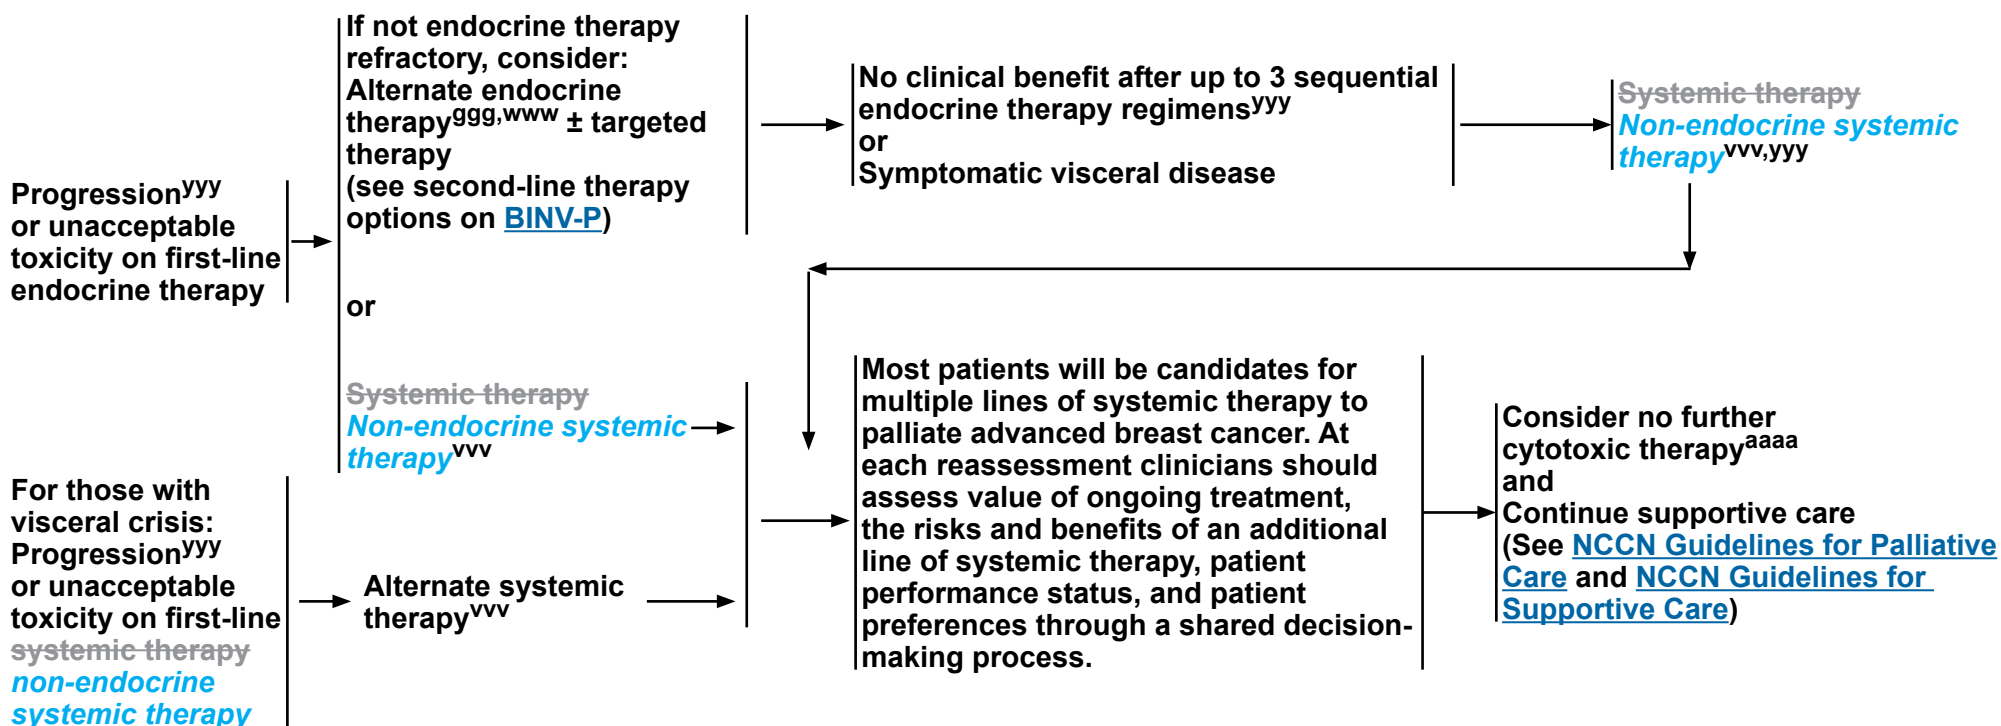 Progressionyyy
or unacceptable
toxicity on first-line
endocrine therapy
If not endocrine therapy
refractory, consider:
Alternate endocrine
therapyggg,www ± targeted
therapy
(see second-line therapy
options on BINV-P)
or
Systemic therapy
Non-endocrine systemic
therapyvvv
No clinical benefit after up to 3 sequential
endocrine therapy regimensyyy
or
Symptomatic visceral disease
Systemic therapy
Non-endocrine systemic
therapyvvv,yyy
For those with
visceral crisis:
Progressionyyy
or unacceptable
toxicity on first-line
systemic therapy
non-endocrine
systemic therapy
Alternate systemic
therapyvvv
Most patients will be candidates for
multiple lines of systemic therapy to
palliate advanced breast cancer. At
each reassessment clinicians should
assess value of ongoing treatment,
the risks and benefits of an additional
line of systemic therapy, patient
performance status, and patient
preferences through a shared decision-
making process.
Consider no further
cytotoxic therapyaaaa
and
Continue supportive care
(See NCCN Guidelines for Palliative
Care and NCCN Guidelines for
Supportive Care)